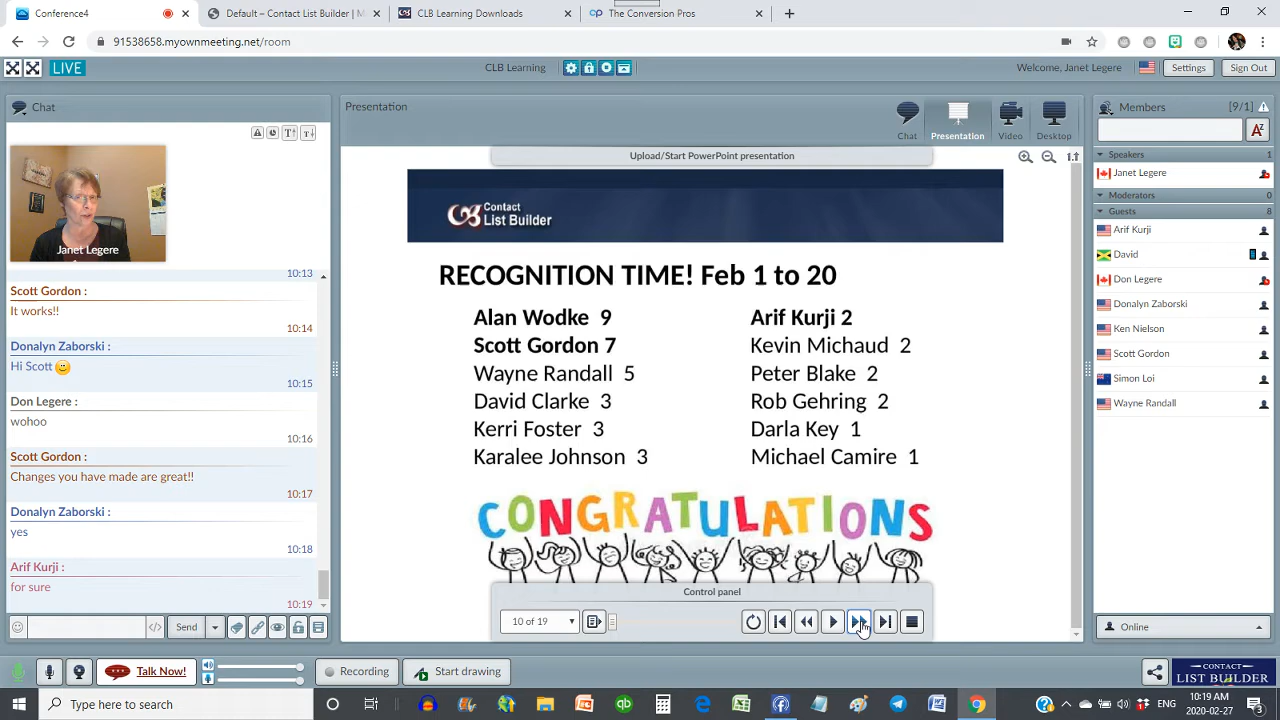 Conference4
Default – Contact List Builder | M
CLB Learning Downloads
The Conversion Pros
91538658.myownmeeting.net/room
LIVE
CLB Learning
Welcome, Janet Legere
Settings
Sign Out
Chat
Janet Legere
10:13
Scott Gordon :
It works!!
10:14
Donalyn Zaborski :
Hi Scott
10:15
Don Legere :
wohoo
10:16
Scott Gordon :
Changes you have made are great!!
10:17
Donalyn Zaborski :
yes
10:18
Arif Kurji :
for sure
10:19
Send
Presentation
Chat
Presentation
Video
Desktop
Upload/Start PowerPoint presentation
1:1
Contact
List Builder
RECOGNITION TIME! Feb 1 to 20
Alan Wodke 9
Scott Gordon 7
Wayne Randall 5
David Clarke 3
Kerri Foster 3
Karalee Johnson 3
Arif Kurji 2
Kevin Michaud 2
Peter Blake 2
Rob Gehring 2
Darla Key 1
Michael Camire 1
CONGRATULATIONS
Control panel
10 of 19
Members
[9/1]
Speakers
1
Janet Legere
Moderators
0
Guests
8
Arif Kurji
David
Don Legere
Donalyn Zaborski
Ken Nielson
Scott Gordon
Simon Loi
Wayne Randall
Online
Talk Now!
Recording
Start drawing
CONTACT
LIST BUILDER
Type here to search
ENG
10:19 AM
2020-02-27
3